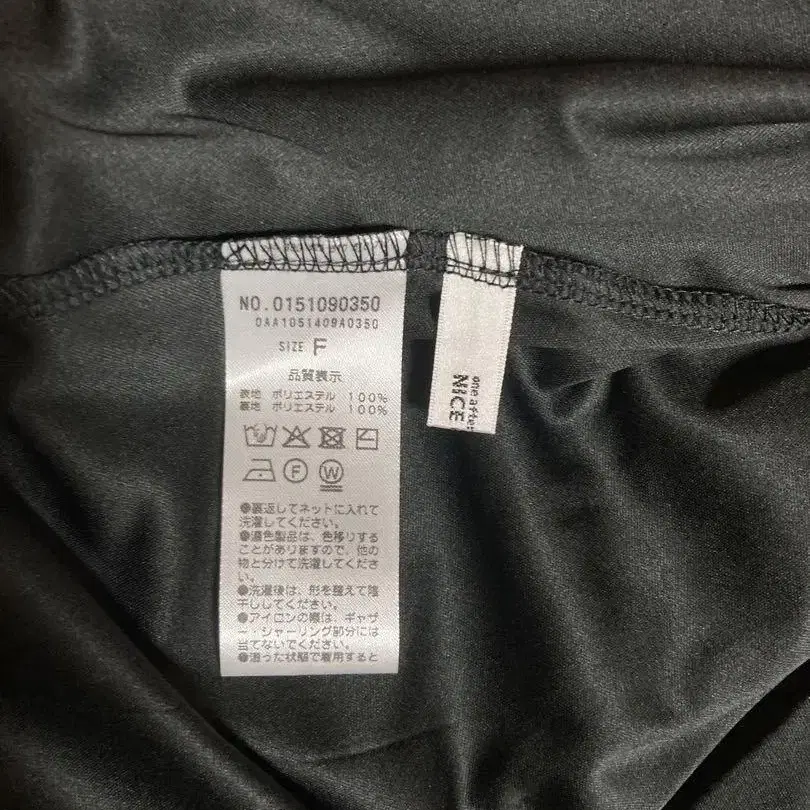 NO.0151090350
0AA1051409A0350
SIZE F
品質表示
表地 ポリエステル 100%
裏地 ポリエステル 100%
F
W
●裏返してネットに入れて
洗濯してください。
●濃色製品は、色移りする
ことがありますので、他の
物と分けて洗濯してくださ
い。
●洗濯後は、形を整えて陰
干ししてください。
●アイロンの際は、ギャザ
ー・シャーリング部分には
当てないでください。
●湿った状態で着用すると
one after
NICE